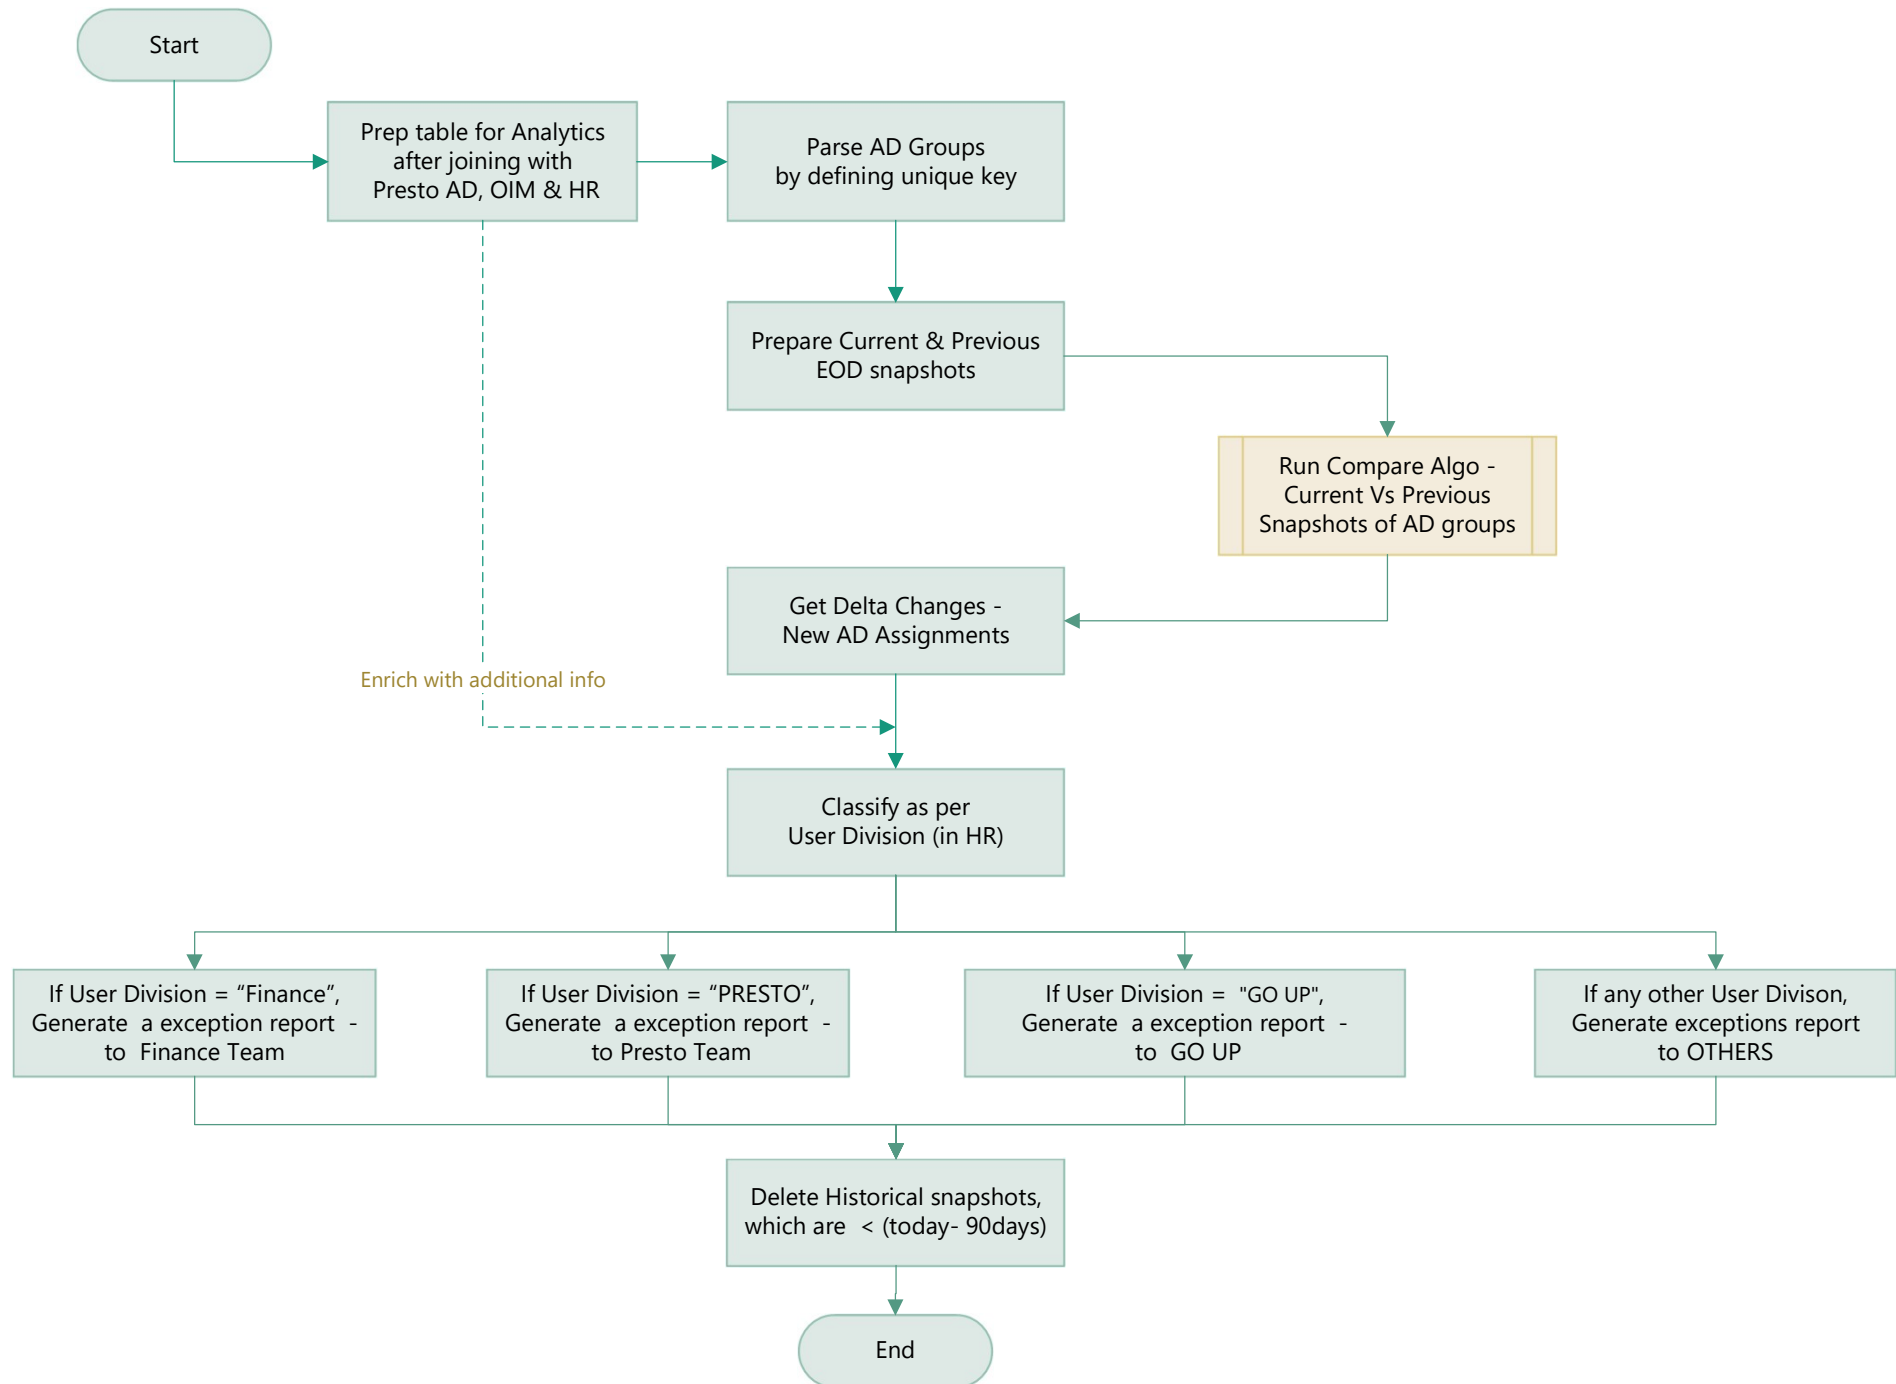 Start
Prep table for Analytics
after joining with
Presto AD, OIM & HR
Parse AD Groups
by defining unique key
Prepare Current & Previous
EOD snapshots
Run Compare Algo -
Current Vs Previous
Snapshots of AD groups
Get Delta Changes -
New AD Assignments
Enrich with additional info
Classify as per
User Division (in HR)
If User Division = “Finance”,
Generate  a exception report  -
to  Finance Team
If User Division = “PRESTO”,
Generate  a exception report  -
to Presto Team
If User Division =  "GO UP",
Generate  a exception report  -
to  GO UP
If any other User Divison,
Generate exceptions report
to OTHERS
Delete Historical snapshots,
which are  < (today- 90days)
End